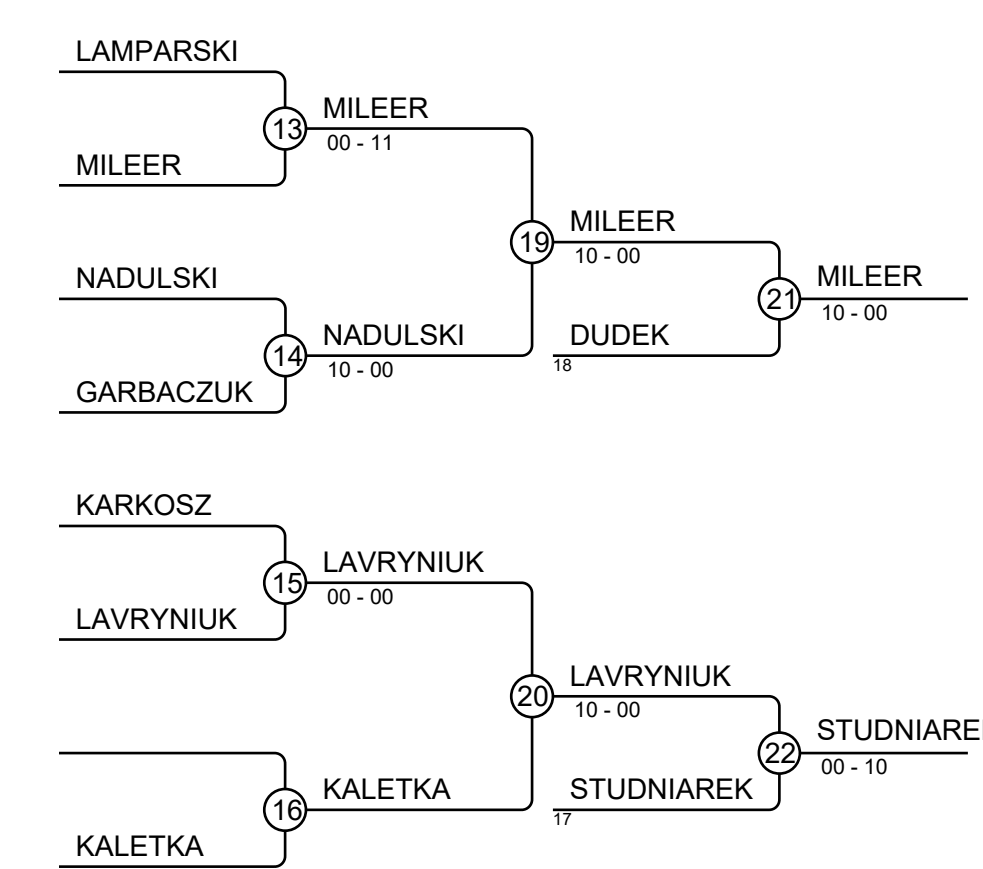 LAMPARSKI
13
MILEER
00 - 11
MILEER
19
MILEER
10 - 00
NADULSKI
14
NADULSKI
10 - 00
GARBACZUK
DUDEK
18
21
MILEER
10 - 00
KARKOSZ
15
LAVRYNIUK
00 - 00
LAVRYNIUK
20
LAVRYNIUK
10 - 00
16
KALETKA
KALETKA
STUDNIAREK
17
22
STUDNIAREK
00 - 10